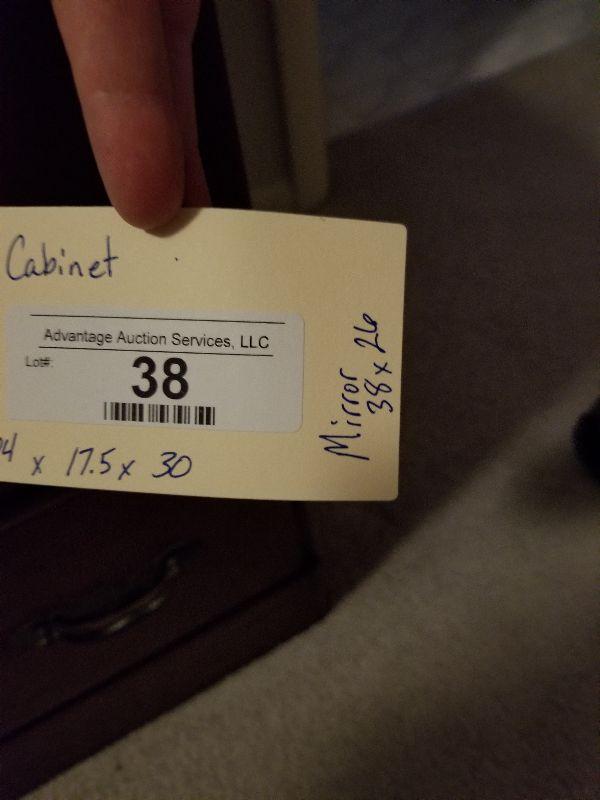 Cabinet
Advantage Auction Services, LLC
Lot#:
38
x 17.5 x 30
Mirror
38 x 26